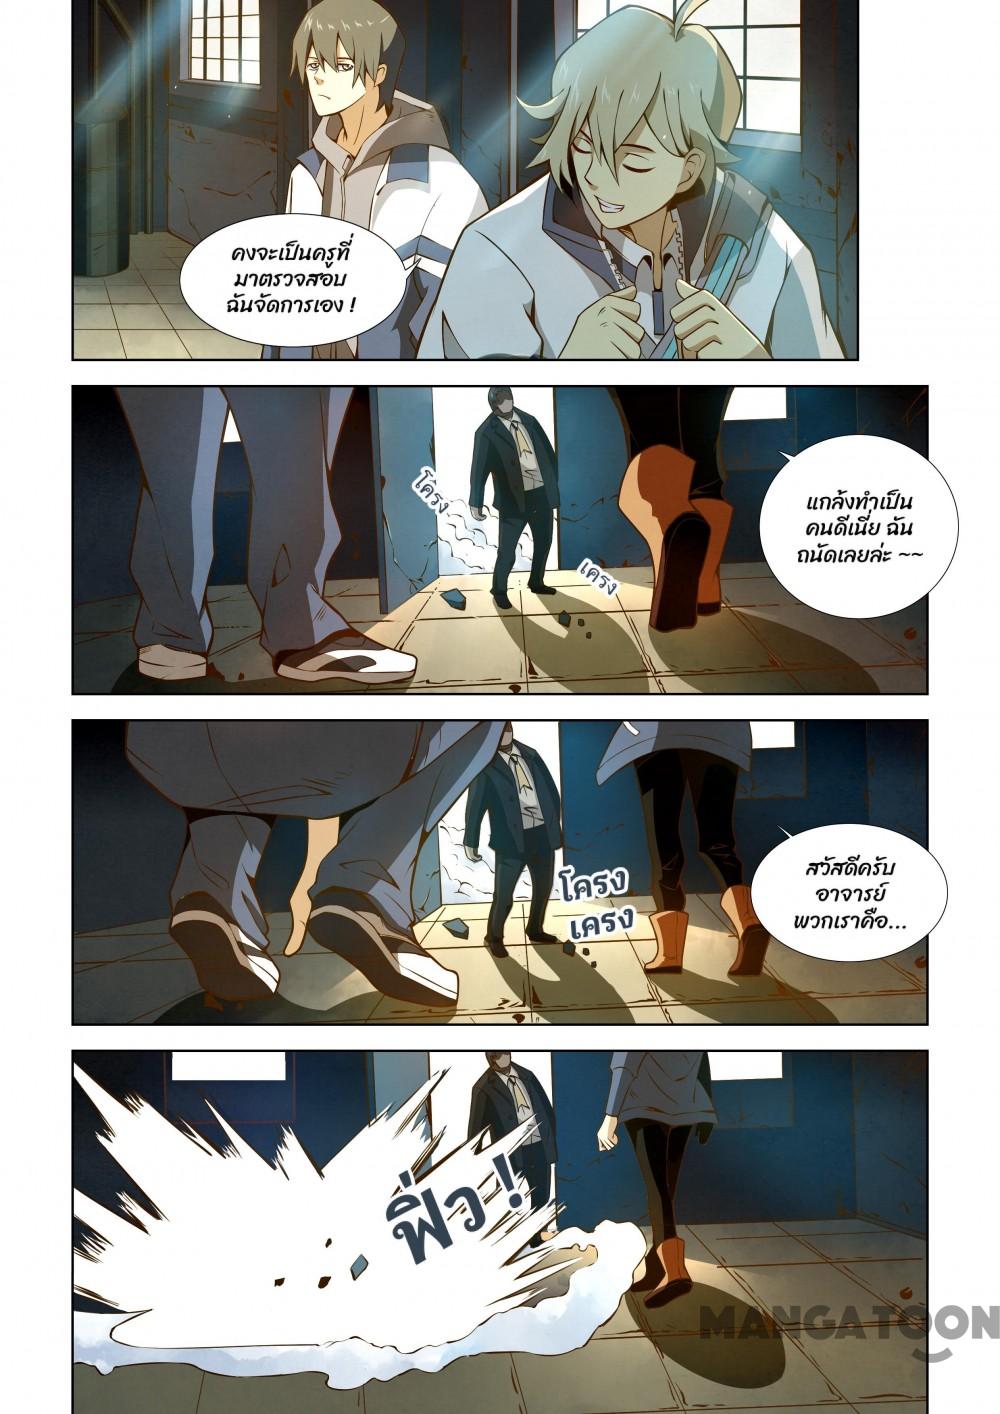 คงจะเป็นครูที่
มาตรวจสอบ
ฉันจัดการเอง !
โครง
เครง
แกล้งทำเป็น
คนดีเนี่ย ฉัน
ถนัดเลยล่ะ ~~
โครง
เครง
สวัสดีครับ
อาจารย์
พวกเราคือ...
ฟิ่ว !
MANGATOON